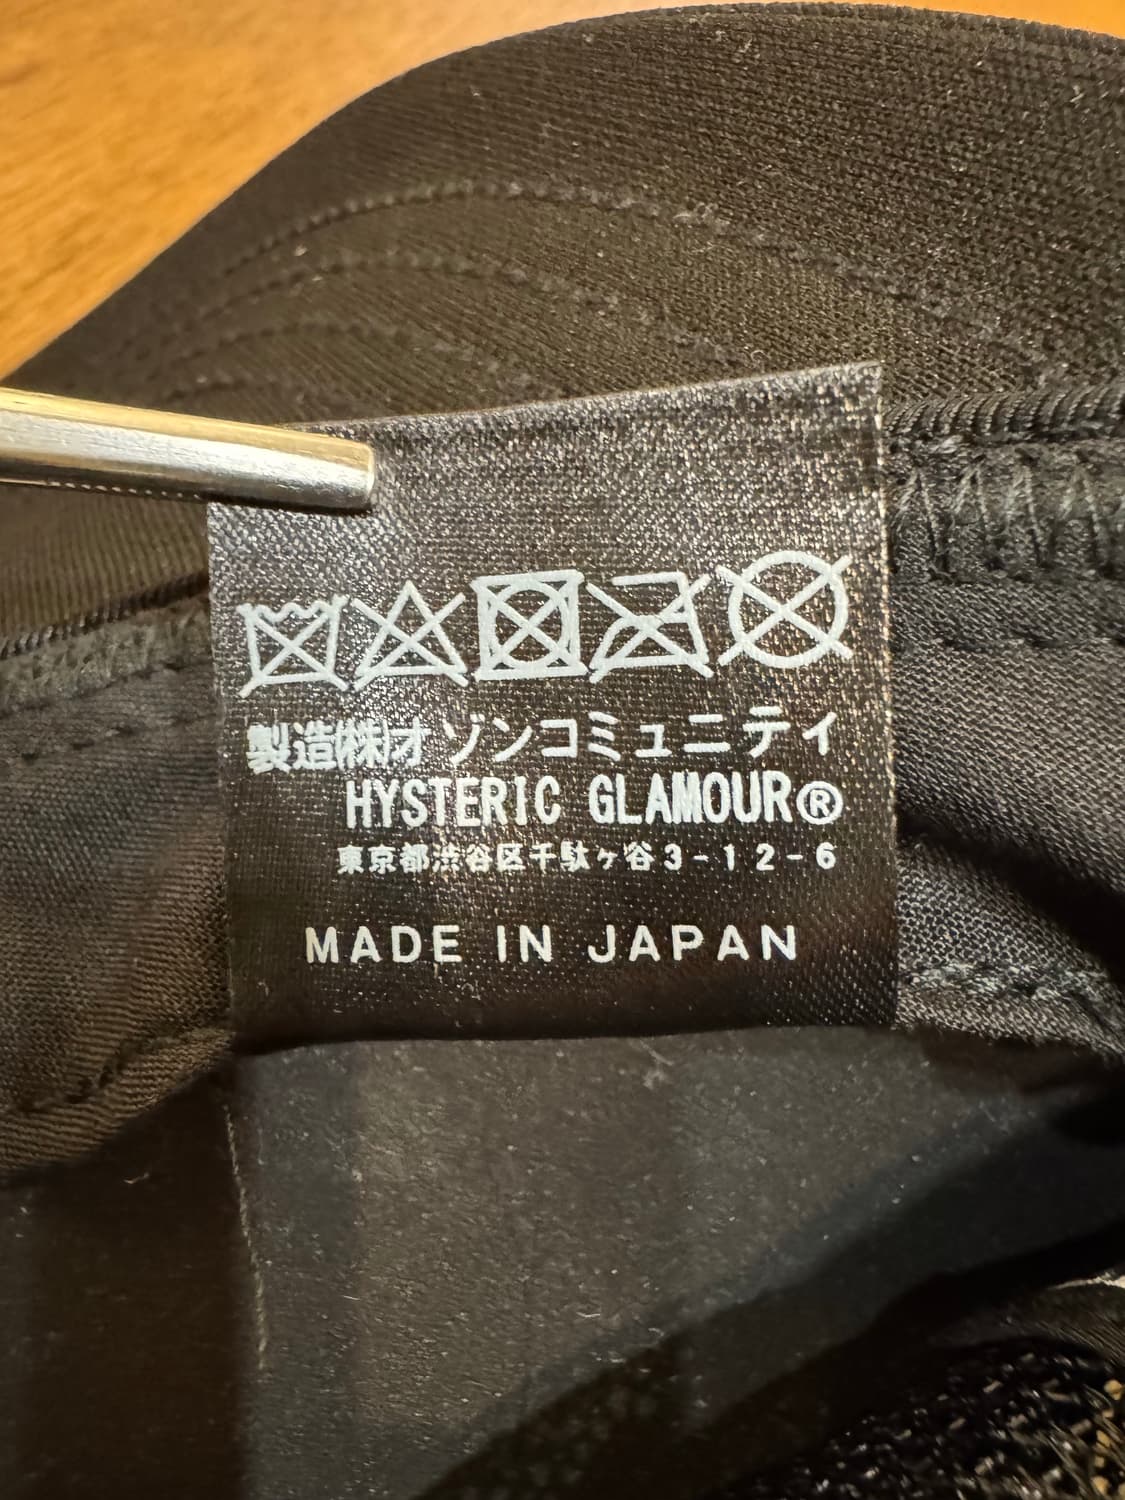 製造㈱オゾンコミュニティ
HYSTERIC GLAMOUR®
東京都渋谷区千駄ヶ谷3-12-6
MADE IN JAPAN